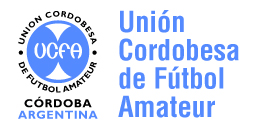 UNION CORDOBESA
UCFA
DE FUTBOL AMATEUR
CÓRDOBA
ARGENTINA
Unión
Cordobesa
de Fútbol
Amateur